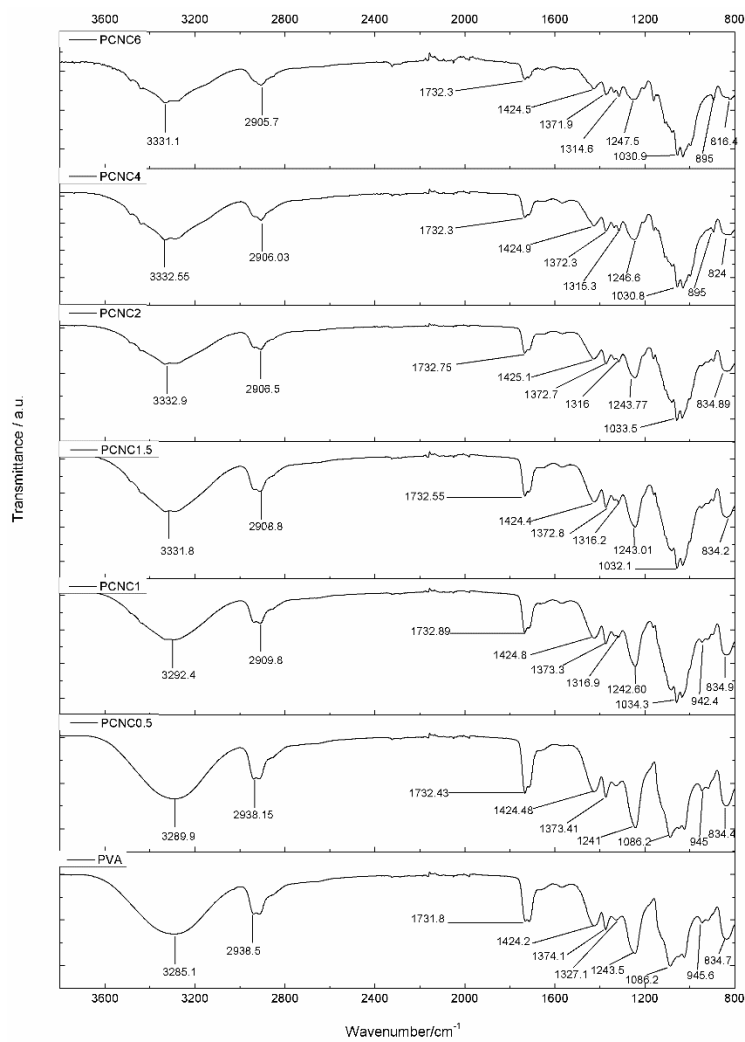 3600 3200 2800 2400 2000 1600 1200 800
PCNC6
3331.1 2905.7 1732.3 1424.5 1371.9 1314.6 1247.5 1030.9 895 816.4
PCNC4
3332.55 2906.03 1732.3 1424.9 1372.3 1315.3 1246.6 1030.8 895 824
PCNC2
3332.9 2906.5 1732.75 1425.1 1372.7 1316 1243.77 1033.5 834.89
PCNC1.5
3331.8 2908.8 1732.55 1424.4 1372.8 1316.2 1243.01 1032.1 834.2
PCNC1
3292.4 2909.8 1732.89 1424.8 1373.3 1316.9 1242.60 1034.3 942.4 834.9
PCNC0.5
3289.9 2938.15 1732.43 1424.48 1373.41 1241 1086.2 945 834.4
PVA
3285.1 2938.5 1731.8 1424.2 1374.1 1327.1 1243.5 1086.2 945.6 834.7
3600 3200 2800 2400 2000 1600 1200 800
Wavenumber/cm⁻¹
Transmittance / a.u.